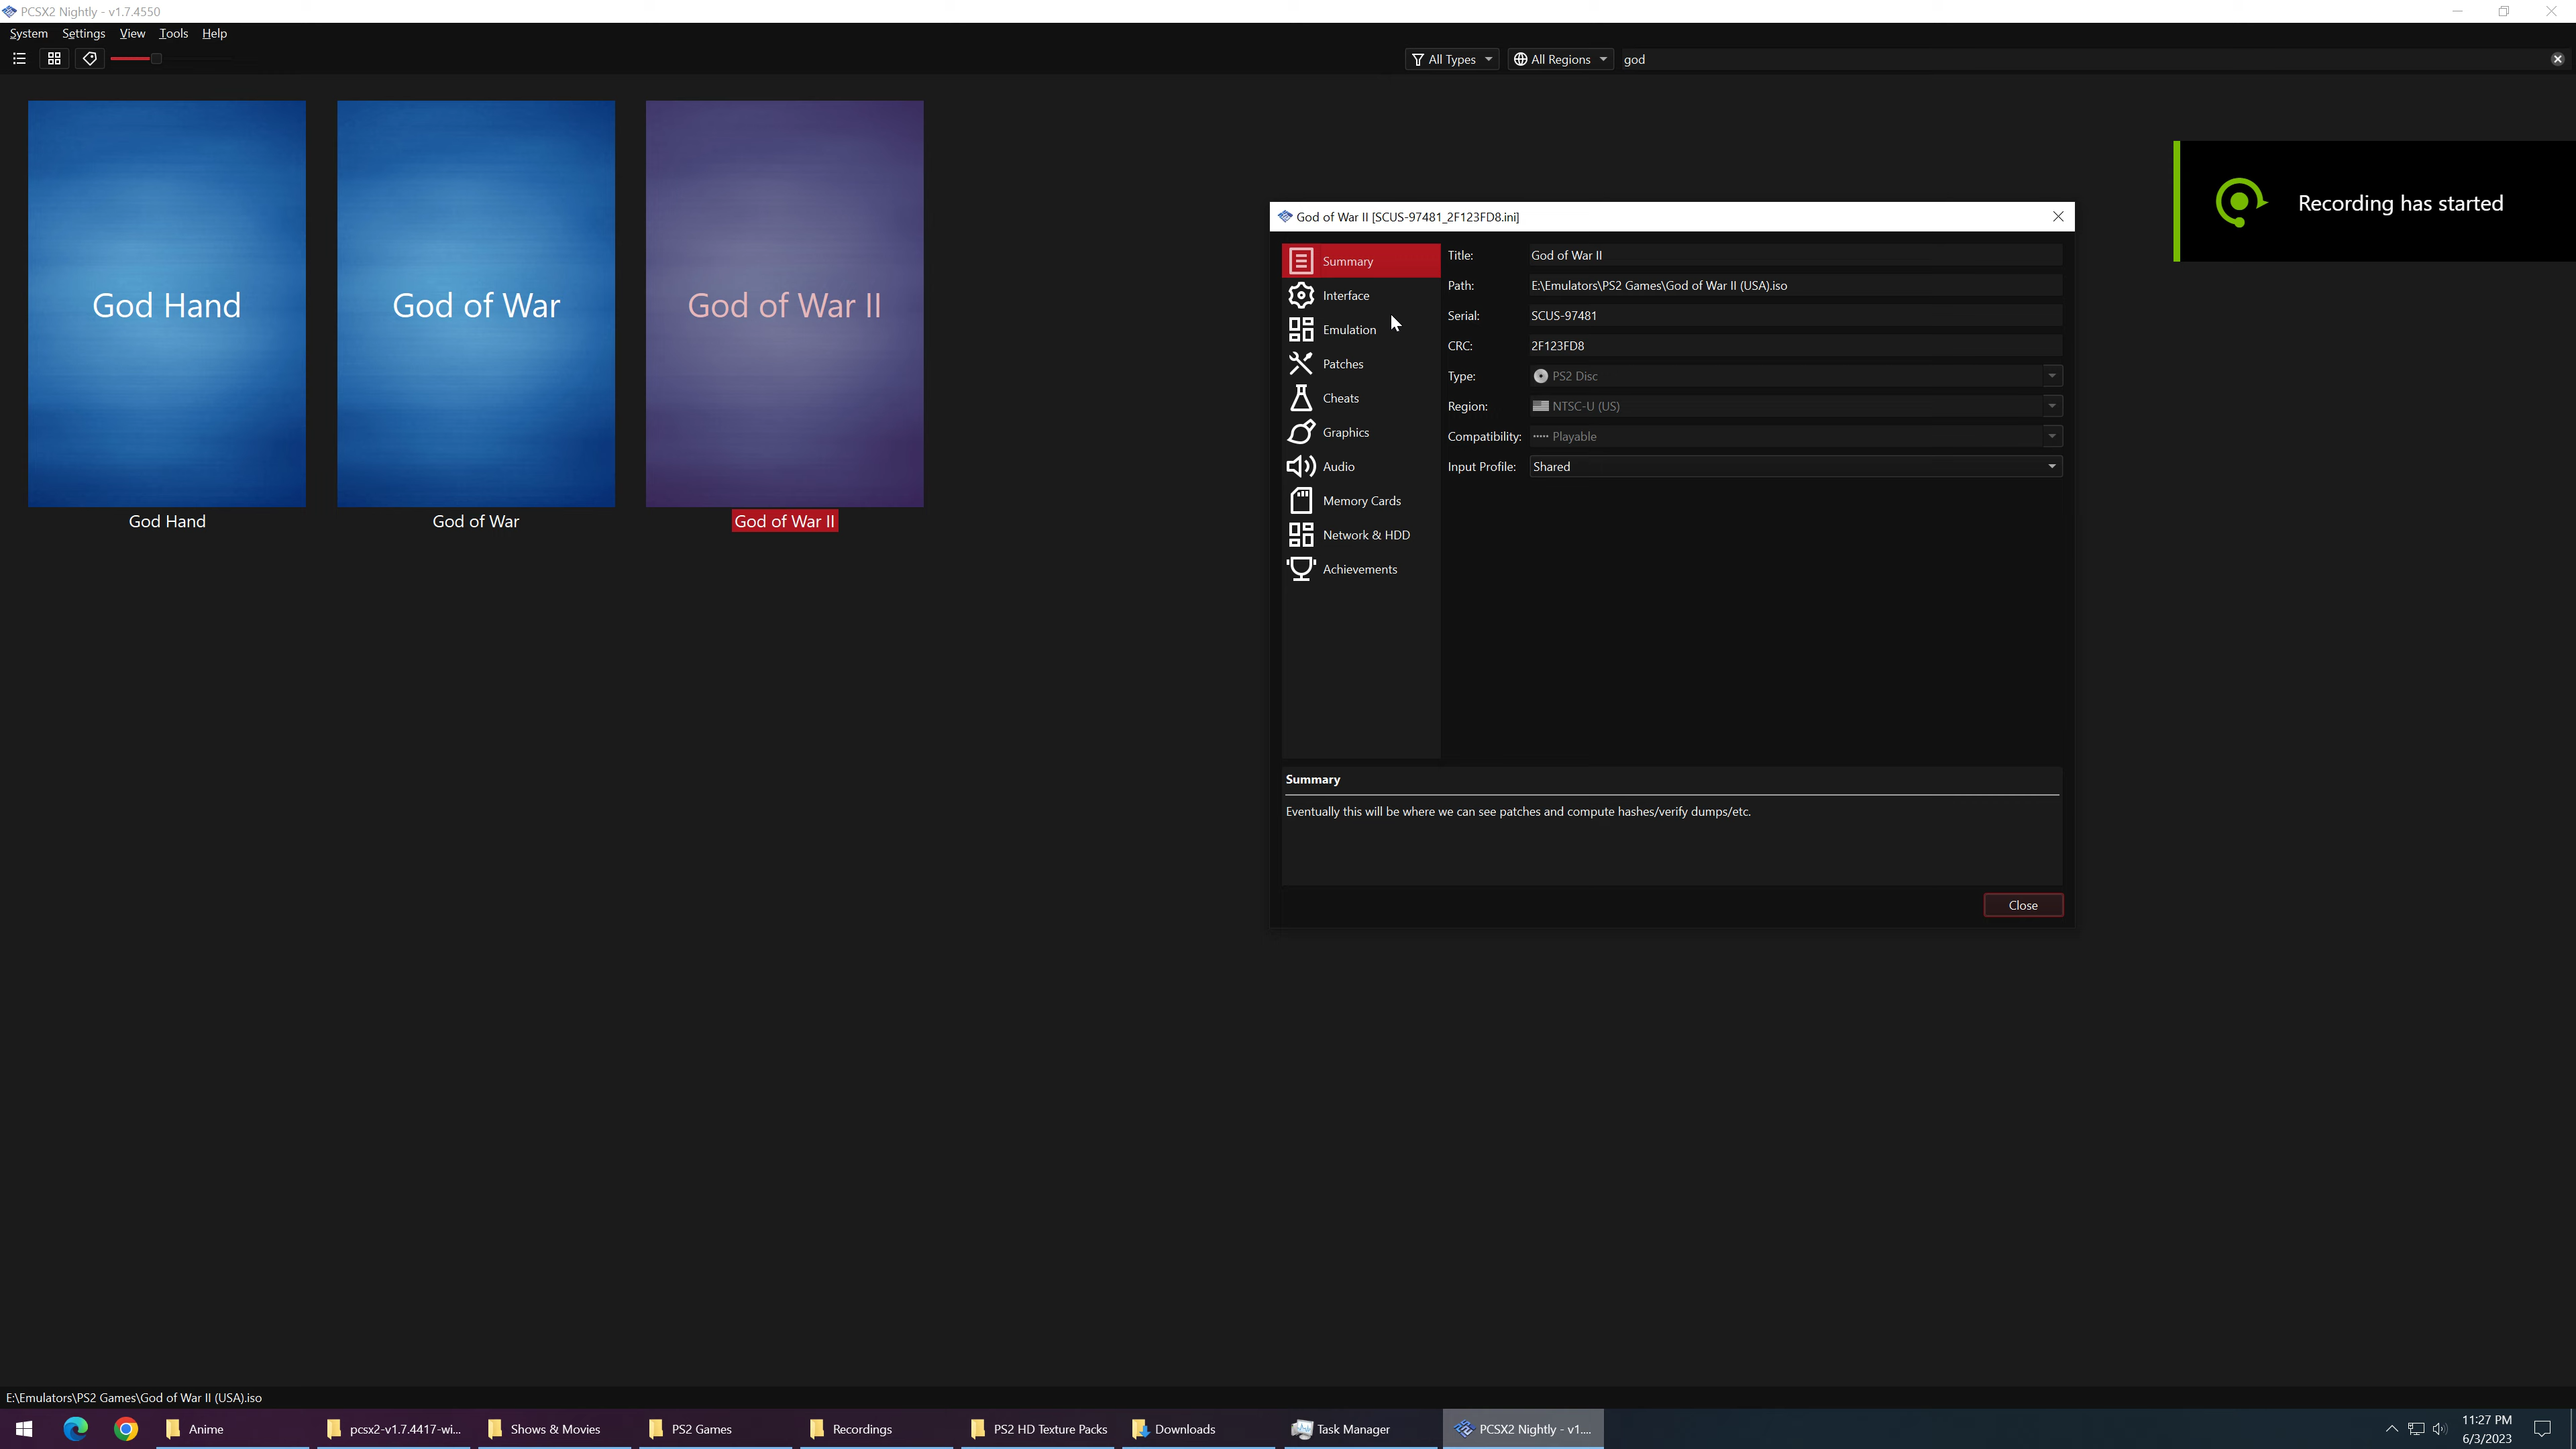 PCSX2 Nightly - v1.7.4550
System Settings View Tools Help
All Types All Regions god
God Hand
God of War
God of War II
God Hand
God of War
God of War II
Recording has started
God of War II [SCUS-97481_2F123FD8.ini]
Summary
Interface
Emulation
Patches
Cheats
Graphics
Audio
Memory Cards
Network & HDD
Achievements
Title: God of War II
Path: E:\Emulators\PS2 Games\God of War II (USA).iso
Serial: SCUS-97481
CRC: 2F123FD8
Type: PS2 Disc
Region: NTSC-U (US)
Compatibility: Playable
Input Profile: Shared
Summary
Eventually this will be where we can see patches and compute hashes/verify dumps/etc.
Close
E:\Emulators\PS2 Games\God of War II (USA).iso
Anime pcsx2-v1.7.4417-wi... Shows & Movies PS2 Games Recordings PS2 HD Texture Packs Downloads Task Manager PCSX2 Nightly - v1....
11:27 PM
6/3/2023